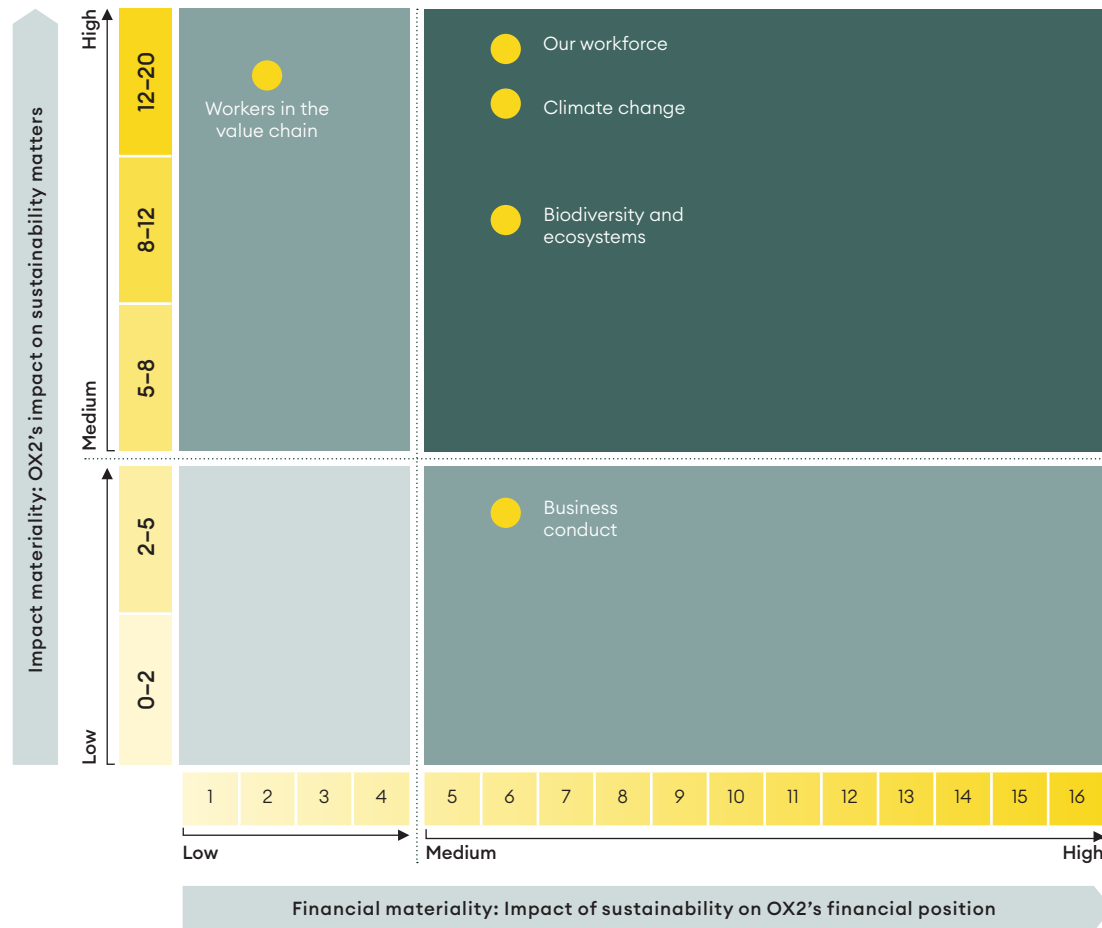 Impact materiality: OX2's impact on sustainability matters
High
Medium
Low
12–20
8–12
5–8
2–5
0–2
Workers in the
value chain
Our workforce
Climate change
Biodiversity and
ecosystems
Business
conduct
1 2 3 4 5 6 7 8 9 10 11 12 13 14 15 16
Low Medium High
Financial materiality: Impact of sustainability on OX2's financial position